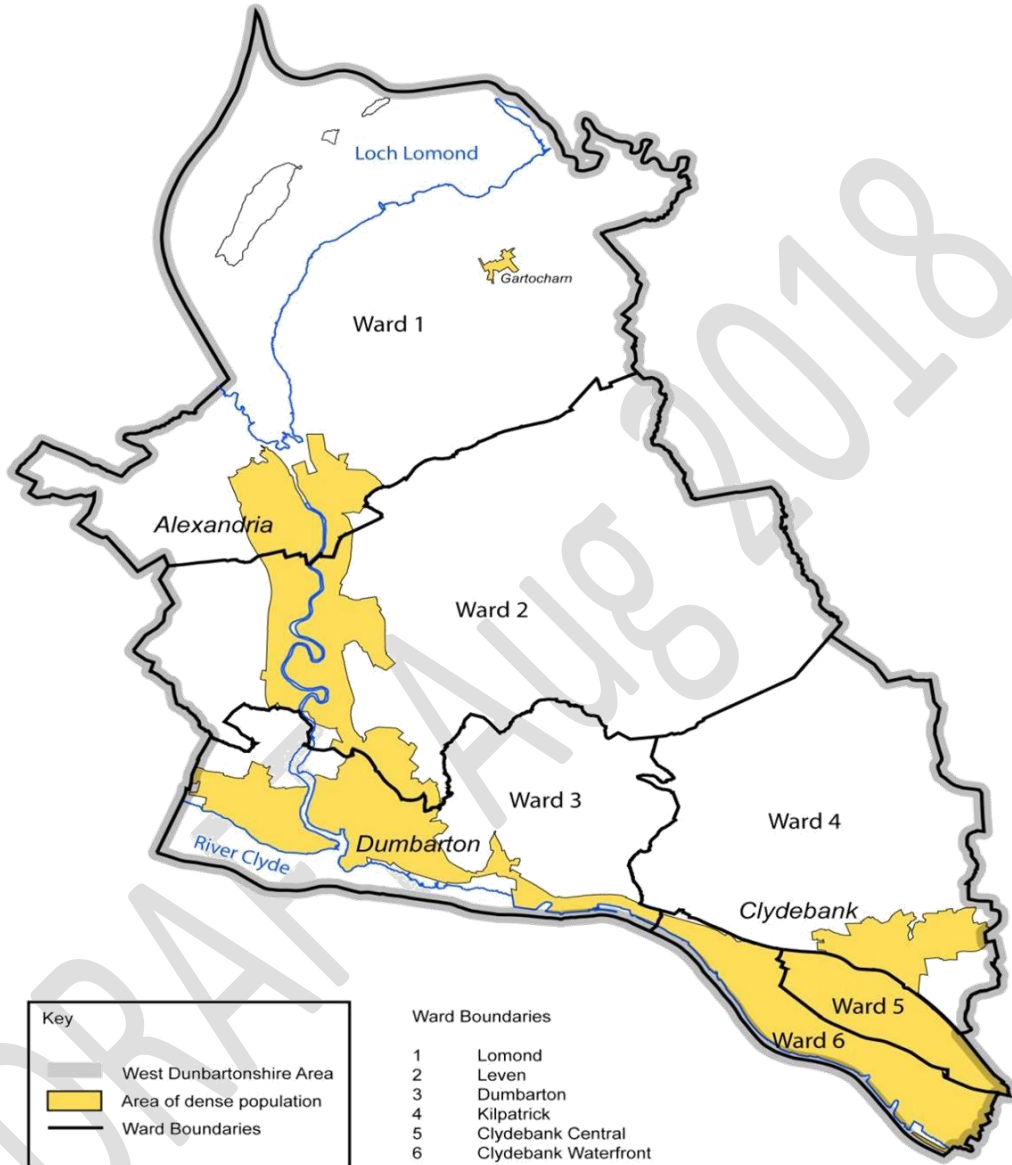 Loch Lomond
Gartocharn
Ward 1
Alexandria
Ward 2
Ward 3
Ward 4
Dumbarton
River Clyde
Clydebank
Ward 5
Ward 6
Key
West Dunbartonshire Area
Area of dense population
Ward Boundaries
Ward Boundaries
1 Lomond
2 Leven
3 Dumbarton
4 Kilpatrick
5 Clydebank Central
6 Clydebank Waterfront
DRAFT Aug 2018